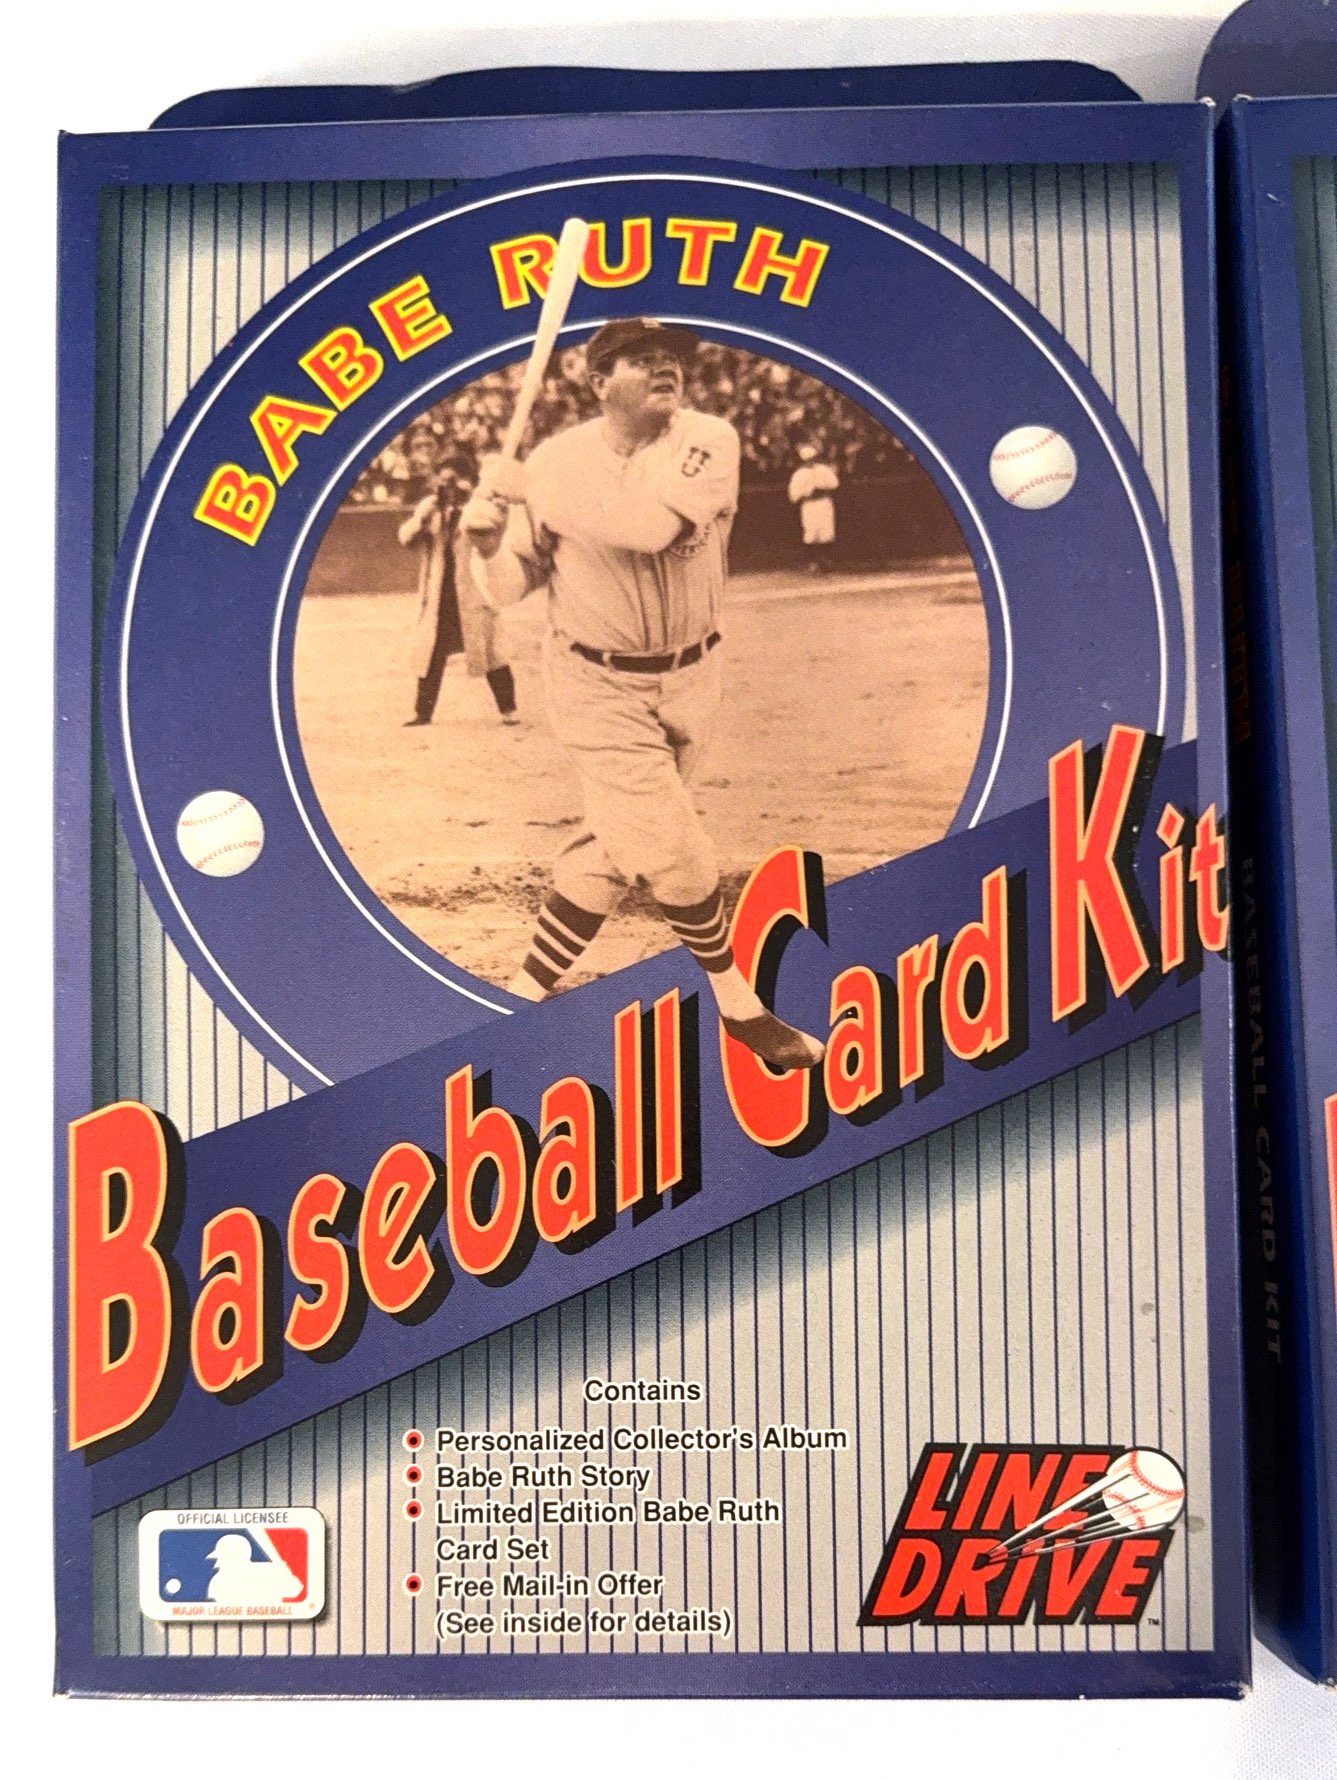 BABE RUTH
Baseball Card Kit
Contains
Personalized Collector's Album
Babe Ruth Story
Limited Edition Babe Ruth
Card Set
Free Mail-in Offer
(See inside for details)
OFFICIAL LICENSEE
MAJOR LEAGUE BASEBALL ®
LINE
DRIVE ™
BASEBALL CARD KIT